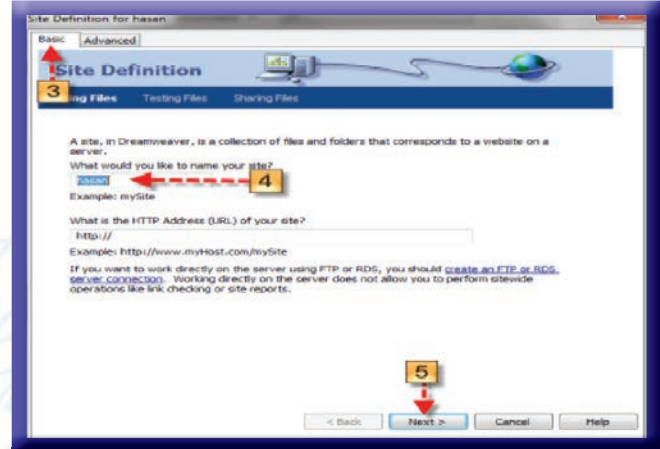 Site Definition for hasan
Basic Advanced
Site Definition
3
ing Files Testing Files Sharing Files
A site, in Dreamweaver, is a collection of files and folders that corresponds to a website on a
server.
What would you like to name your site?
hasan
4
Example: mySite
What is the HTTP Address (URL) of your site?
http://
Example: http://www.myHost.com/mySite
If you want to work directly on the server using FTP or RDS, you should create an FTP or RDS
server connection. Working directly on the server does not allow you to perform sitewide
operations like link checking or site reports.
5
< Back Next > Cancel Help